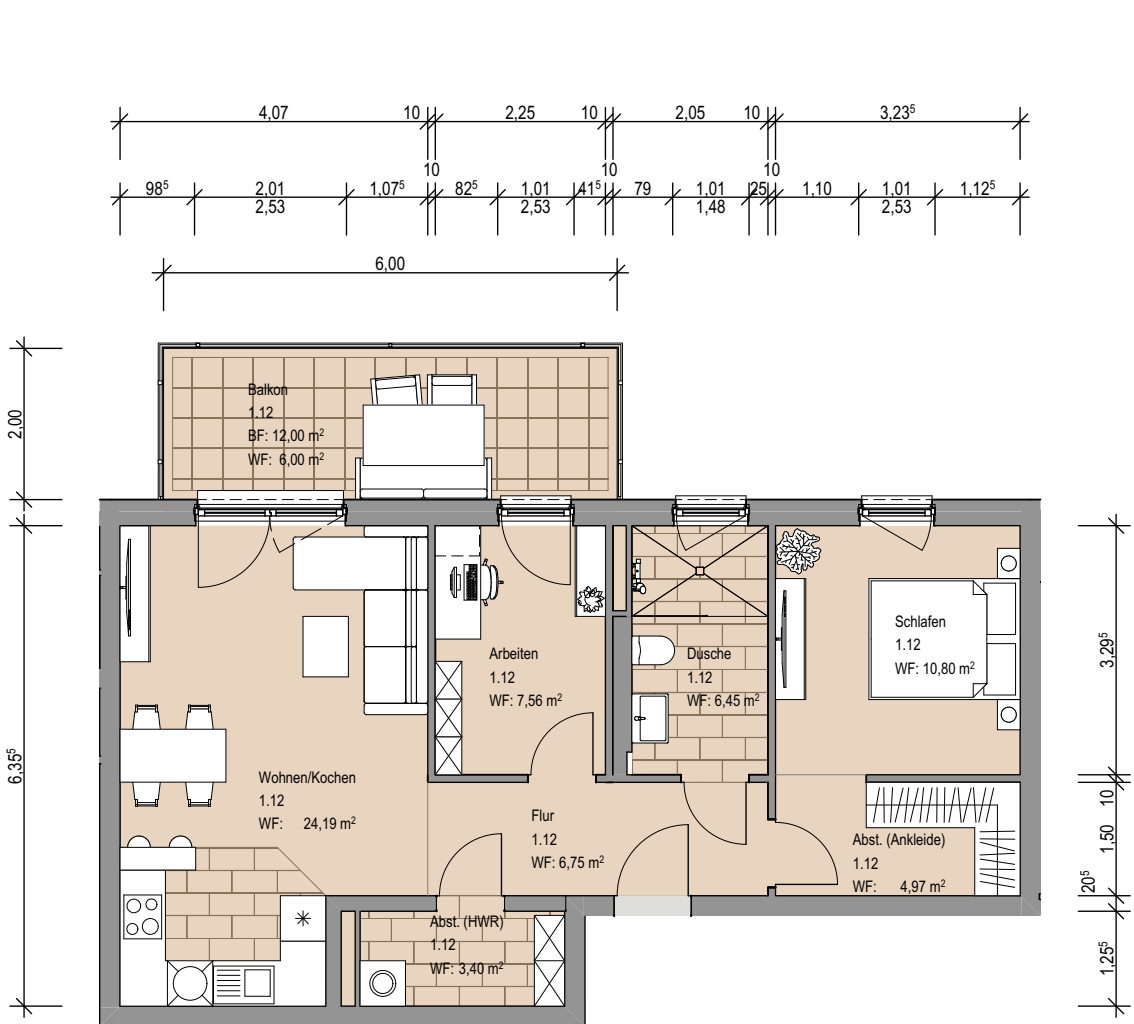 4,07 10 2,25 10 2,05 10 3,23⁵
10 10 10
98⁵ 2,01 1,07⁵ 82⁵ 1,01 41⁵ 79 1,01 25 1,10 1,01 1,12⁵
2,53 2,53 1,48 2,53
6,00
2,00
Balkon
1.12
BF: 12,00 m²
WF: 6,00 m²
6,35⁵
Wohnen/Kochen
1.12
WF: 24,19 m²
Arbeiten
1.12
WF: 7,56 m²
Dusche
1.12
WF: 6,45 m²
Schlafen
1.12
WF: 10,80 m²
Flur
1.12
WF: 6,75 m²
Abst. (Ankleide)
1.12
WF: 4,97 m²
Abst. (HWR)
1.12
WF: 3,40 m²
3,29⁵
10
1,50
20⁵
1,25⁵